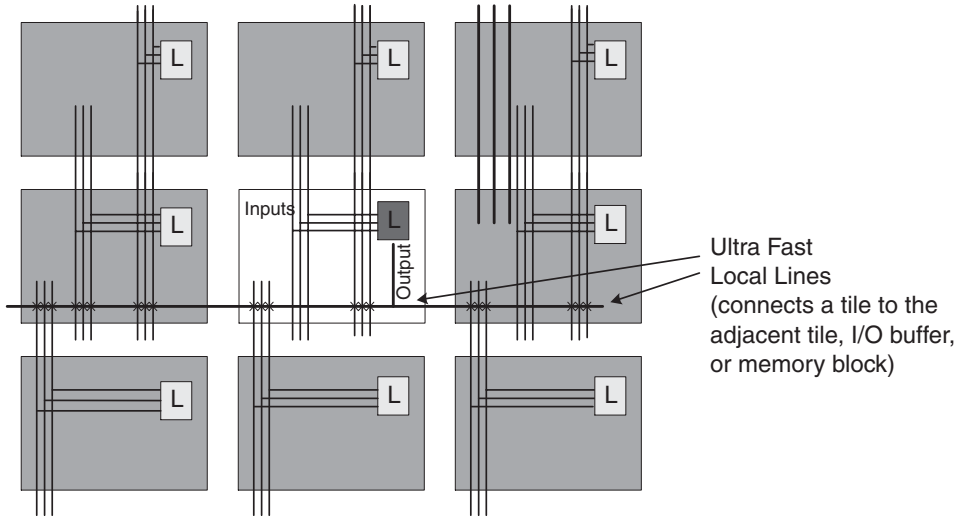 L
L
L
L
Inputs
L
Output
L
L
L
L
Ultra Fast
Local Lines
(connects a tile to the
adjacent tile, I/O buffer,
or memory block)